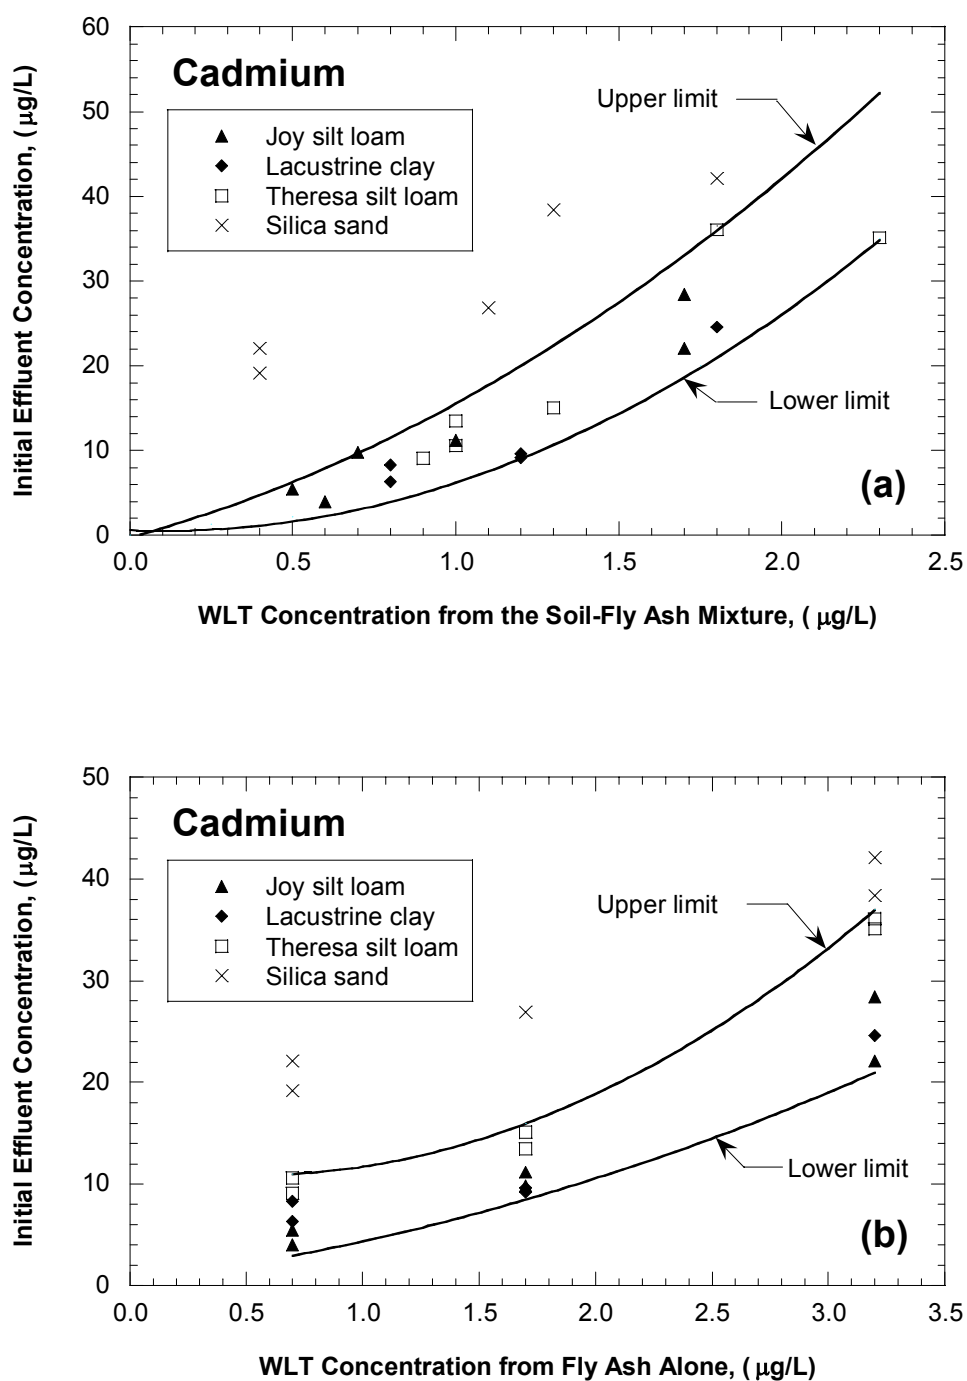 60
50
40
30
20
10
0
Initial Effluent Concentration, (μg/L)
Cadmium
Joy silt loam
Lacustrine clay
Theresa silt loam
Silica sand
Upper limit
Lower limit
(a)
0.0 0.5 1.0 1.5 2.0 2.5
WLT Concentration from the Soil-Fly Ash Mixture, ( μg/L)
50
40
30
20
10
0
Initial Effluent Concentration, (μg/L)
Cadmium
Joy silt loam
Lacustrine clay
Theresa silt loam
Silica sand
Upper limit
Lower limit
(b)
0.0 0.5 1.0 1.5 2.0 2.5 3.0 3.5
WLT Concentration from Fly Ash Alone, ( μg/L)